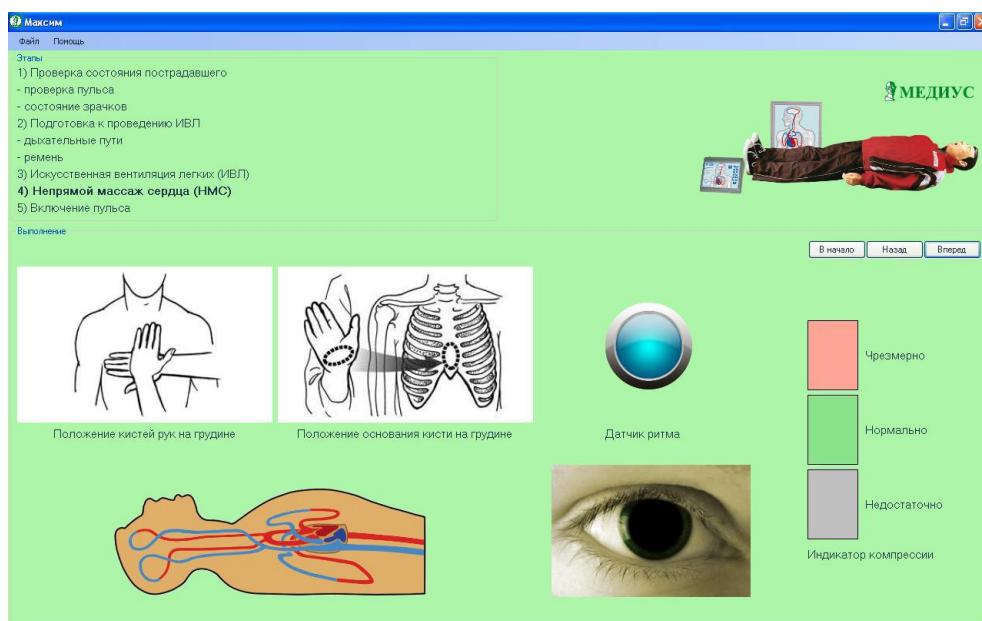 Максим
Файл Помощь
Этапы
1) Проверка состояния пострадавшего
- проверка пульса
- состояние зрачков
2) Подготовка к проведению ИВЛ
- дыхательные пути
- ремень
3) Искусственная вентиляция легких (ИВЛ)
4) Непрямой массаж сердца (НМС)
5) Включение пульса
МЕДИУС
Выполнение
В начало Назад Вперед
Чрезмерно
Положение кистей рук на грудине
Положение основания кисти на грудине
Датчик ритма
Нормально
Недостаточно
Индикатор компрессии